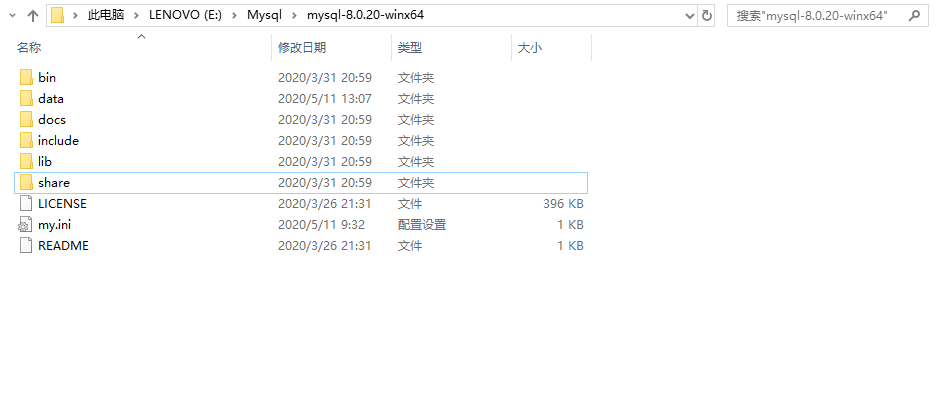 此电脑 > LENOVO (E:) > Mysql > mysql-8.0.20-winx64 搜索"mysql-8.0.20-winx64"
名称 修改日期 类型 大小
bin 2020/3/31 20:59 文件夹
data 2020/5/11 13:07 文件夹
docs 2020/3/31 20:59 文件夹
include 2020/3/31 20:59 文件夹
lib 2020/3/31 20:59 文件夹
share 2020/3/31 20:59 文件夹
LICENSE 2020/3/26 21:31 文件 396 KB
my.ini 2020/5/11 9:32 配置设置 1 KB
README 2020/3/26 21:31 文件 1 KB